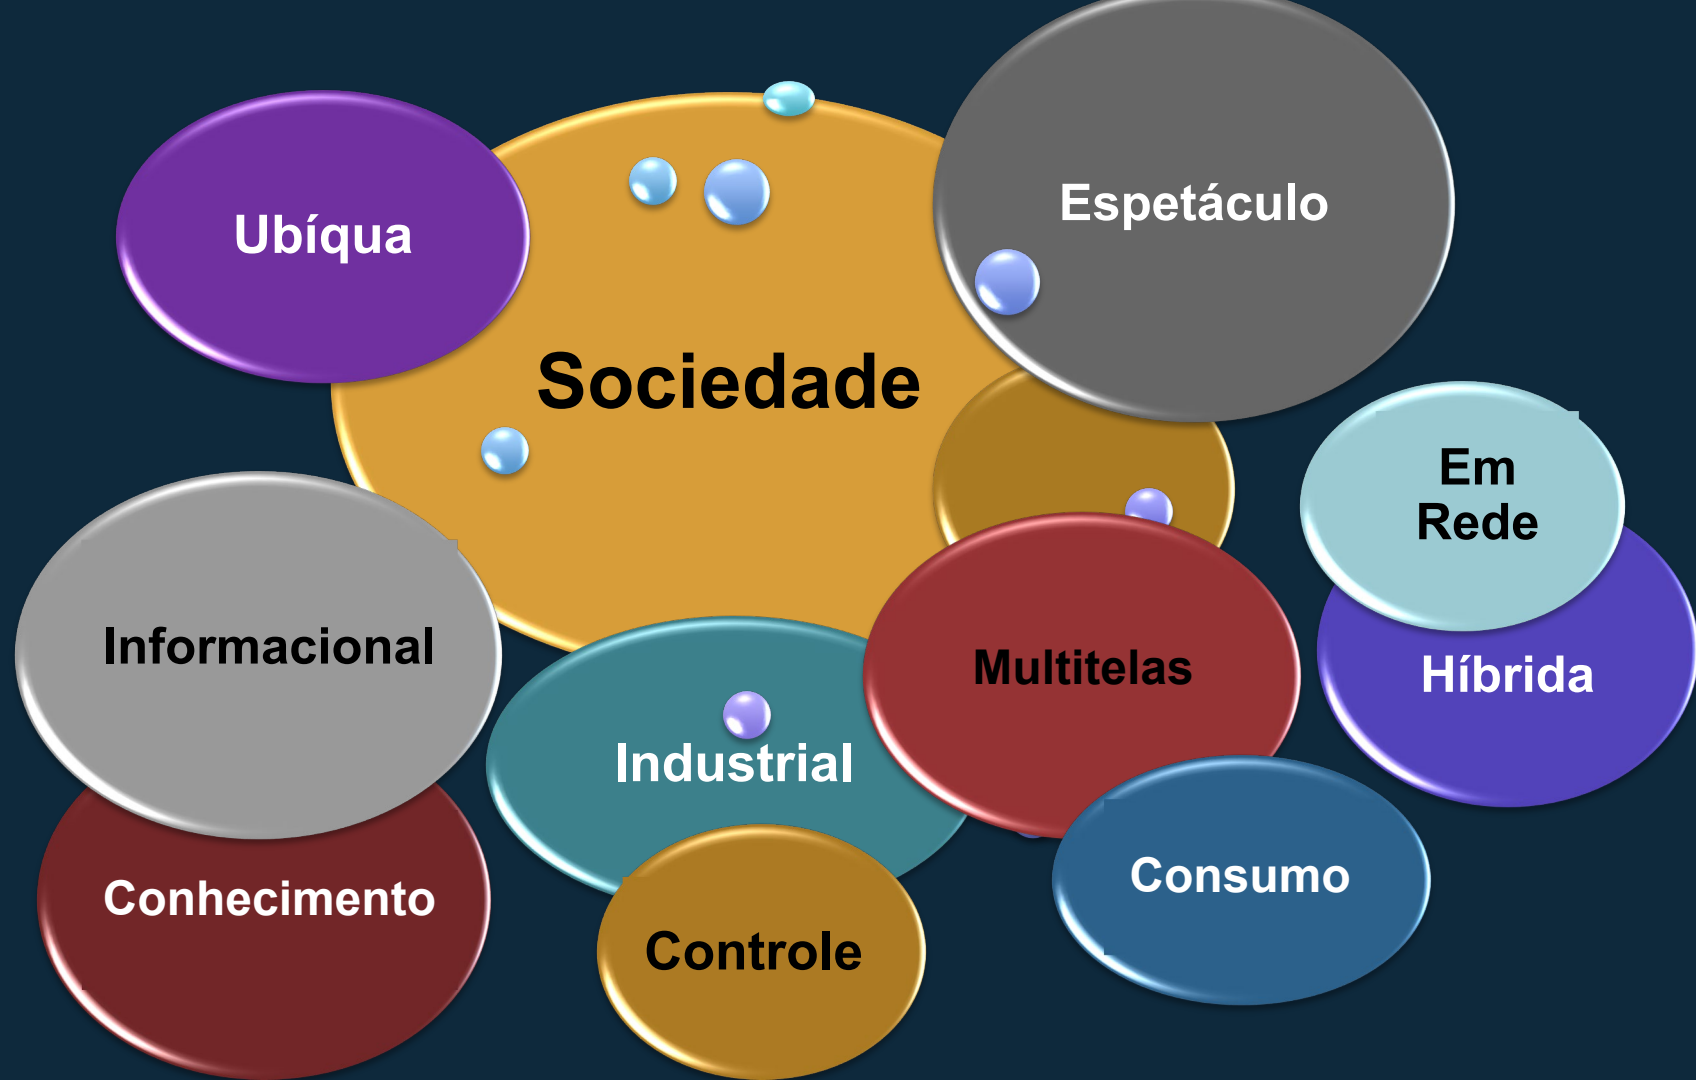 Ubíqua
Espetáculo
Sociedade
Em
Rede
Informacional
Multitelas
Híbrida
Industrial
Conhecimento
Consumo
Controle